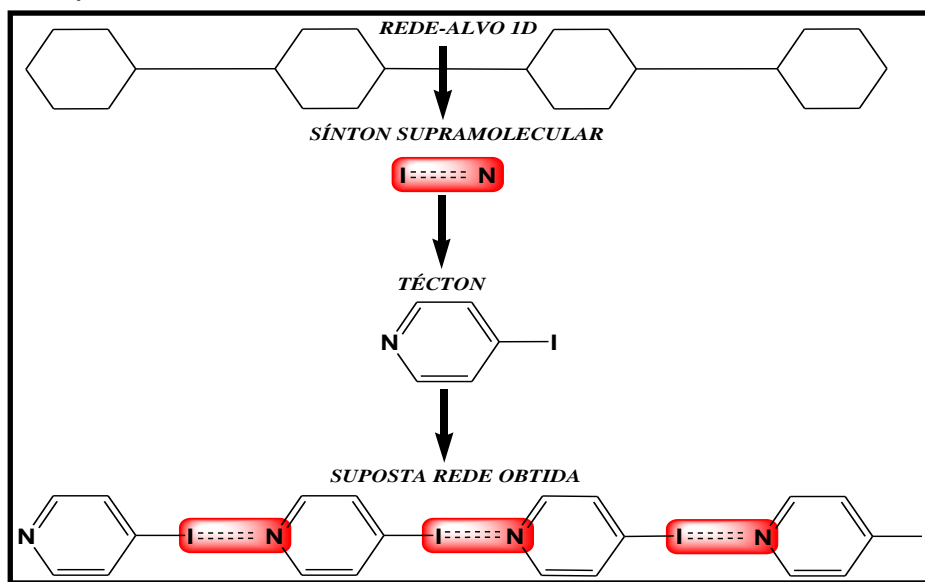 REDE-ALVO 1D
SÍNTON SUPRAMOLECULAR
I N
TÉCTON
N I
SUPOSTA REDE OBTIDA
N I N I N I N